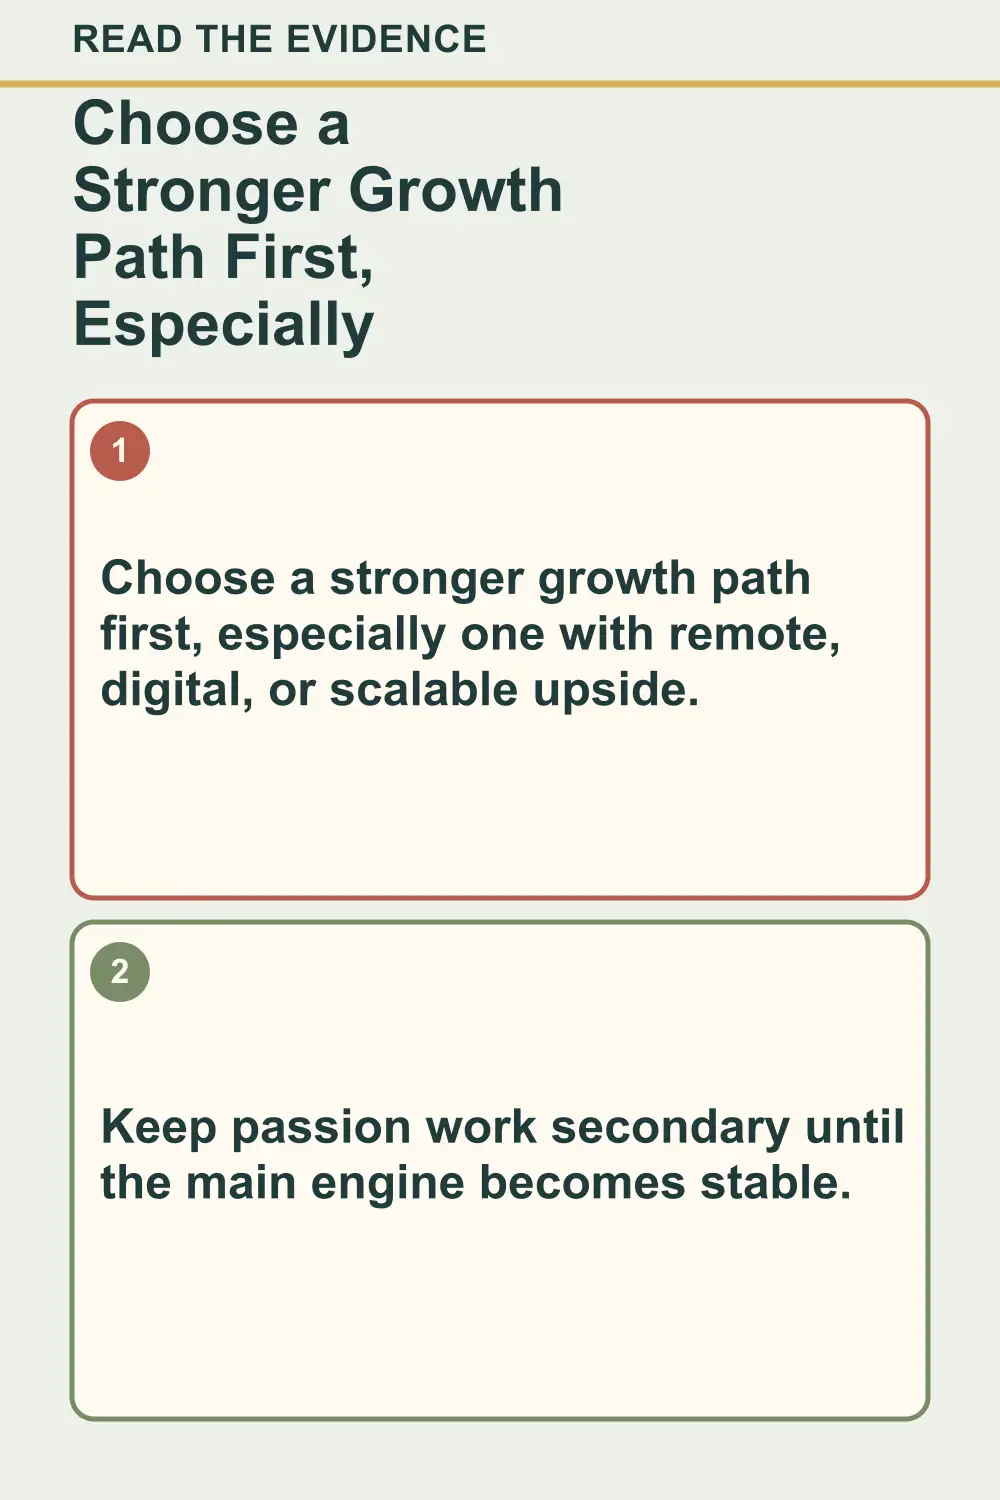 READ THE EVIDENCE
Choose a
Stronger Growth
Path First,
Especially
1
Choose a stronger growth path
first, especially one with remote,
digital, or scalable upside.
2
Keep passion work secondary until
the main engine becomes stable.